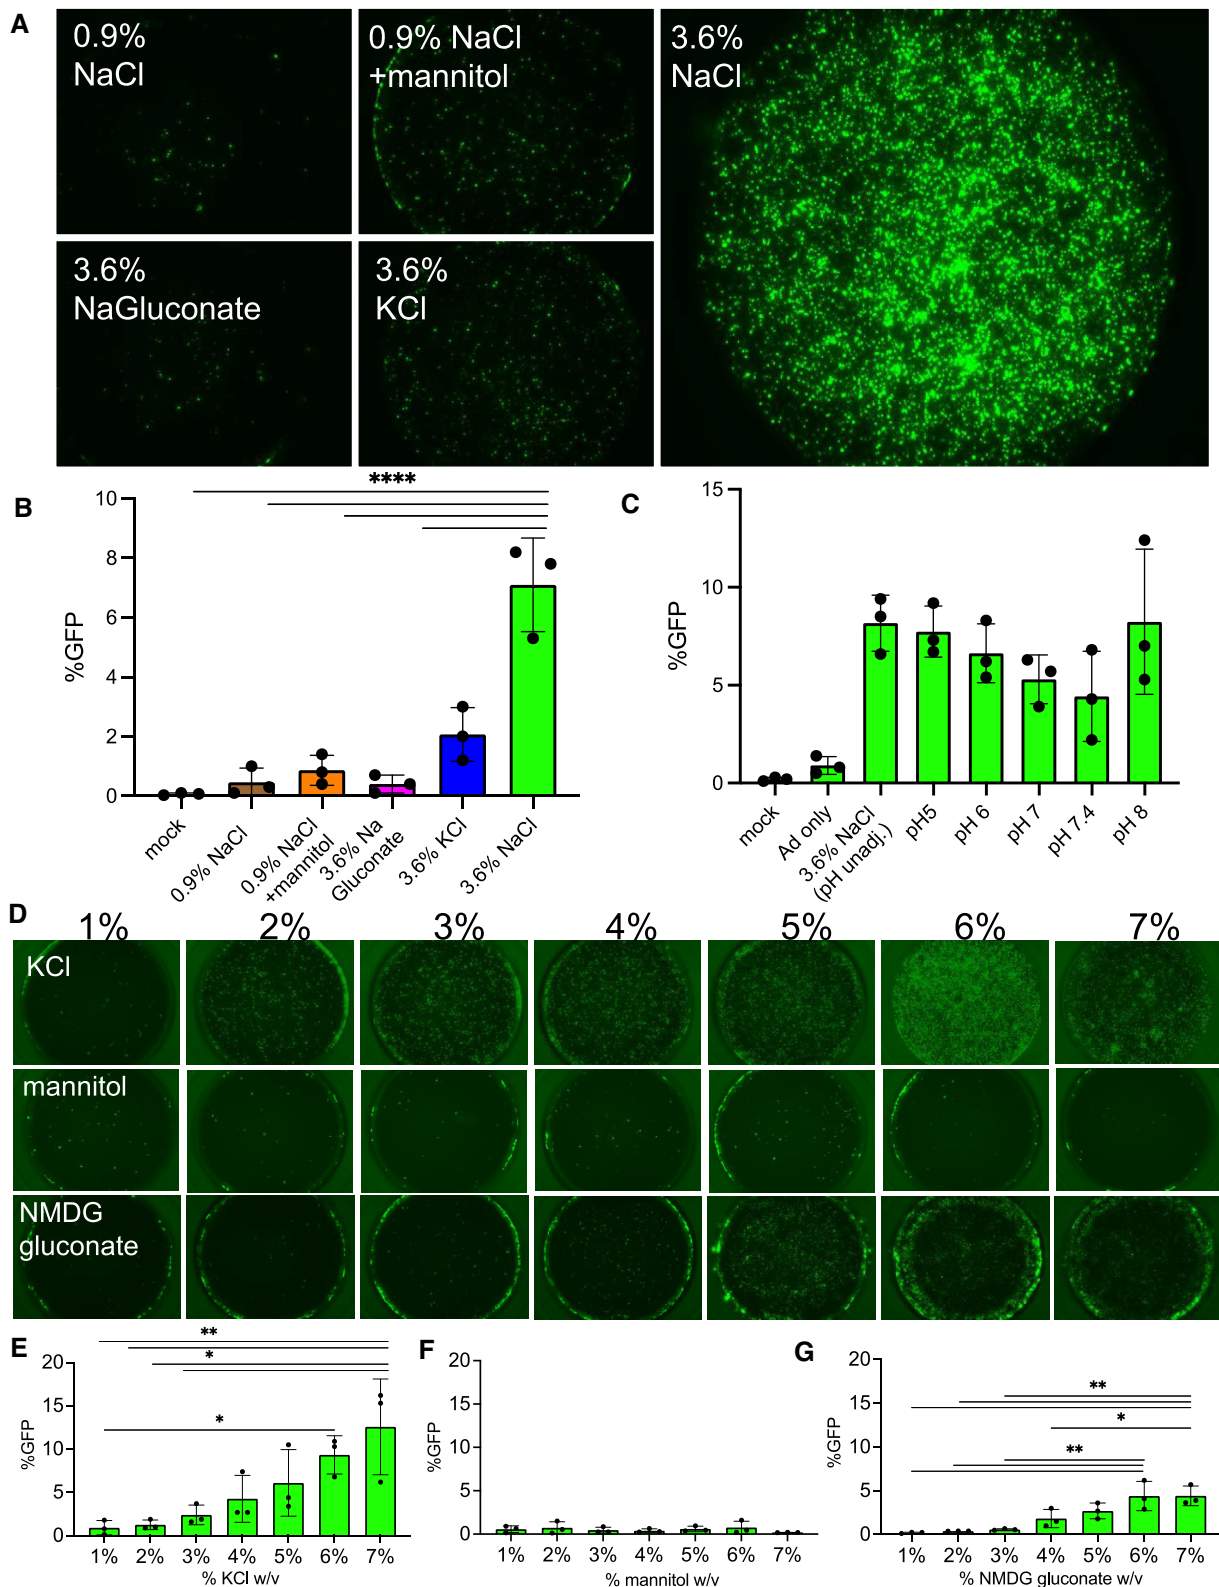 A
0.9%
NaCl
0.9% NaCl
+mannitol
3.6%
NaCl
3.6%
NaGluconate
3.6%
KCl
B
****
10
8
6
4
2
0
%GFP
mock
0.9% NaCl
0.9% NaCl
+mannitol
3.6% Na
Gluconate
3.6% KCl
3.6% NaCl
C
15
10
5
0
%GFP
mock
Ad only
3.6% NaCl
(pH unadj.)
pH5
pH 6
pH 7
pH 7.4
pH 8
D
1% 2% 3% 4% 5% 6% 7%
KCl
mannitol
NMDG
gluconate
E
**
*
*
20
15
10
5
0
%GFP
1% 2% 3% 4% 5% 6% 7%
% KCl w/v
F
20
15
10
5
0
%GFP
1% 2% 3% 4% 5% 6% 7%
% mannitol w/v
G
**
*
**
20
15
10
5
0
%GFP
1% 2% 3% 4% 5% 6% 7%
% NMDG gluconate w/v